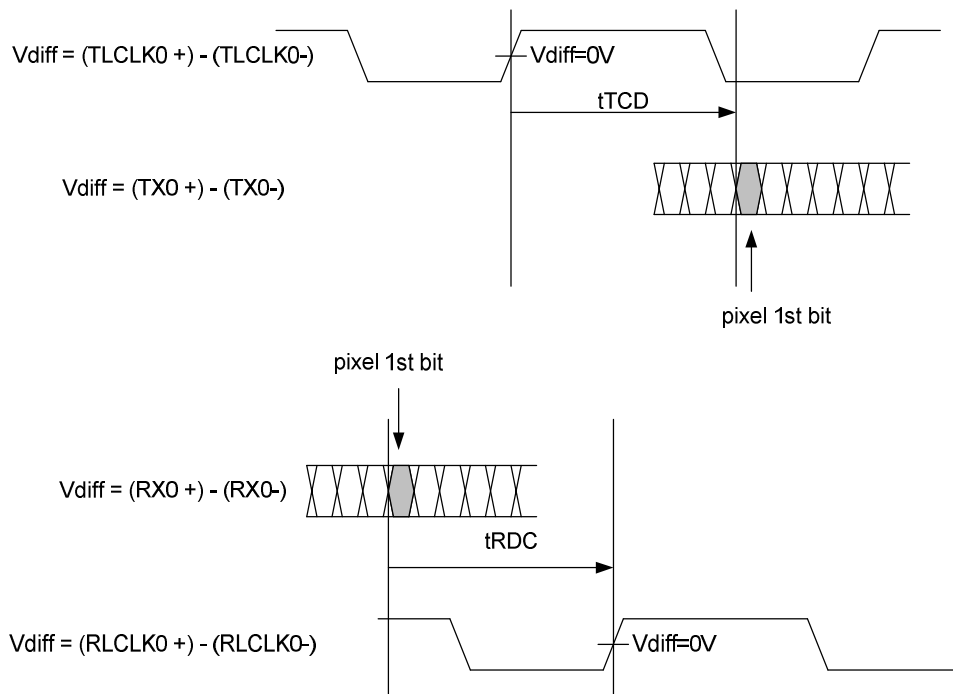 Vdiff = (TLCLK0 +) - (TLCLK0-)
Vdiff=0V
tTCD
Vdiff = (TX0 +) - (TX0-)
pixel 1st bit
pixel 1st bit
Vdiff = (RX0 +) - (RX0-)
tRDC
Vdiff = (RLCLK0 +) - (RLCLK0-)
Vdiff=0V